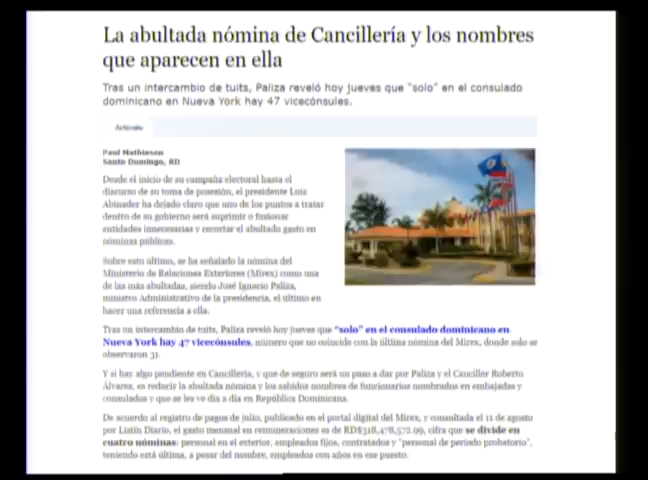 La abultada nómina de Cancillería y los nombres
que aparecen en ella
Tras un intercambio de tuits, Paliza reveló hoy jueves que "solo" en el consulado
dominicano en Nueva York hay 47 vicecónsules.
Artículo
Paul Mathiasen
Santo Domingo, RD
Desde el inicio de su campaña electoral hasta el
discurso de su toma de posesión, el presidente Luis
Abinader ha dejado claro que uno de los puntos a tratar
dentro de su gobierno será suprimir o fusionar
entidades innecesarias y recortar el abultado gasto en
nóminas públicas.
Sobre esto último, se ha señalado la nómina del
Ministerio de Relaciones Exteriores (Mirex) como una
de las más abultadas, siendo José Ignacio Paliza,
ministro Administrativo de la presidencia, el último en
hacer una referencia a ella.
Tras un intercambio de tuits, Paliza reveló hoy jueves que "solo" en el consulado dominicano en
Nueva York hay 47 vicecónsules, número que no coincide con la última nómina del Mirex, donde solo se
observaron 31.
Y si hay algo pendiente en Cancillería, y que de seguro será un paso a dar por Paliza y el Canciller Roberto
Álvarez, es reducir la abultada nómina y los sabidos nombres de funcionarios nombrados en embajadas y
consulados y que se les ve día a día en República Dominicana.
De acuerdo al registro de pagos de julio, publicado en el portal digital del Mirex, y consultada el 11 de agosto
por Listín Diario, el gasto mensual en remuneraciones es de RD$318,478,572.99, cifra que se divide en
cuatro nóminas: personal en el exterior, empleados fijos, contratados y "personal de período probatorio",
teniendo está última, a pesar del nombre, empleados con años en ese puesto.